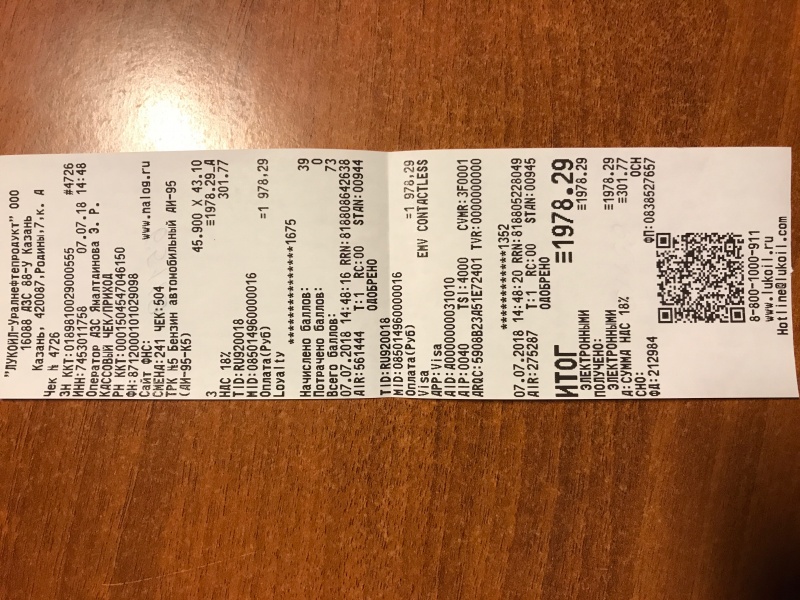 "ЛУКОЙЛ-Уралнефтепродукт" ООО
16088 АЗС 88-У Казань
Казань, 420087,Родины,7,к. А
Чек № 4726 #4726
ЗН ККТ:0189810029000555
ИНН:7453011758 07.07.18 14:48
Оператор АЗС Ямалтдинова З. Р.
КАССОВЫЙ ЧЕК/ПРИХОД
РН ККТ:0001504547046150
ФН:8712000101029098
Сайт ФНС: www.nalog.ru
СМЕНА:241 ЧЕК:504
ТРК №5 Бензин автомобильный АИ-95
(АИ-95-К5)
45.900 X 43.10
3 ≡1978.29_А
НДС 18% 301.77
TID:RU920018
MID:085014960000016
Оплата(Руб) =1 978,29
Loyalty
***************1675
Начислено баллов: 39
Потрачено баллов: 0
Всего баллов: 73
07.07.2018 14:48:16 RRN:818808642638
AIR:561444 T:1 RC:00 STAN:00944
ОДОБРЕНО
TID:RU920018
MID:085014960000016
Оплата(Руб) =1 978,29
Visa EMV CONTACTLESS
APP:Visa
AID:A0000000031010
AIP:0040 TSI:4000 CVMR:3F0001
ARQC:5908B23A51E72401 TVR:0000000000
************1352
07.07.2018 14:48:20 RRN:818805228049
AIR:275287 T:1 RC:00 STAN:00945
ОДОБРЕНО
ИТОГ ≡1978.29
ЭЛЕКТРОННЫМИ ≡1978.29
ПОЛУЧЕНО:
ЭЛЕКТРОННЫМИ ≡1978.29
А:СУММА НДС 18% ≡301.77
СНО: ОСН
ФД:212984 ФП:0838527657
8-800-1000-911
www.lukoil.ru
Hotline@lukoil.com